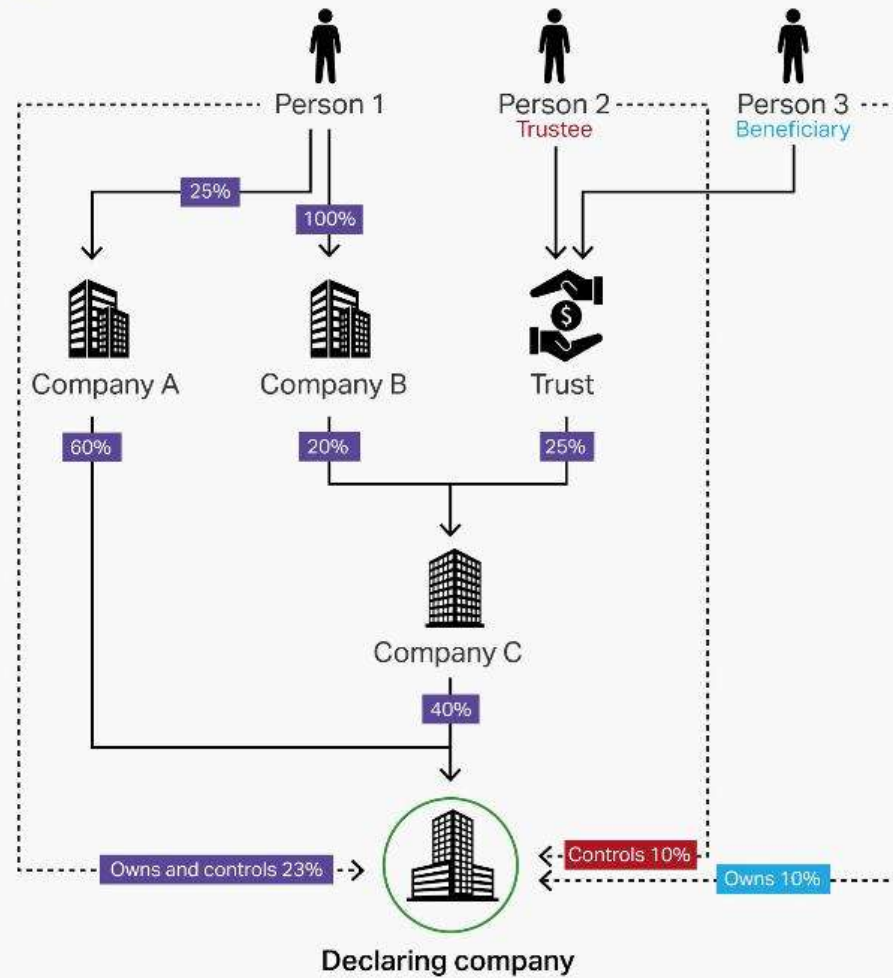 Person 1
Person 2
Trustee
Person 3
Beneficiary
25%
100%
$
Company A
Company B
Trust
60%
20%
25%
Company C
40%
Owns and controls 23%
Controls 10%
Owns 10%
Declaring company